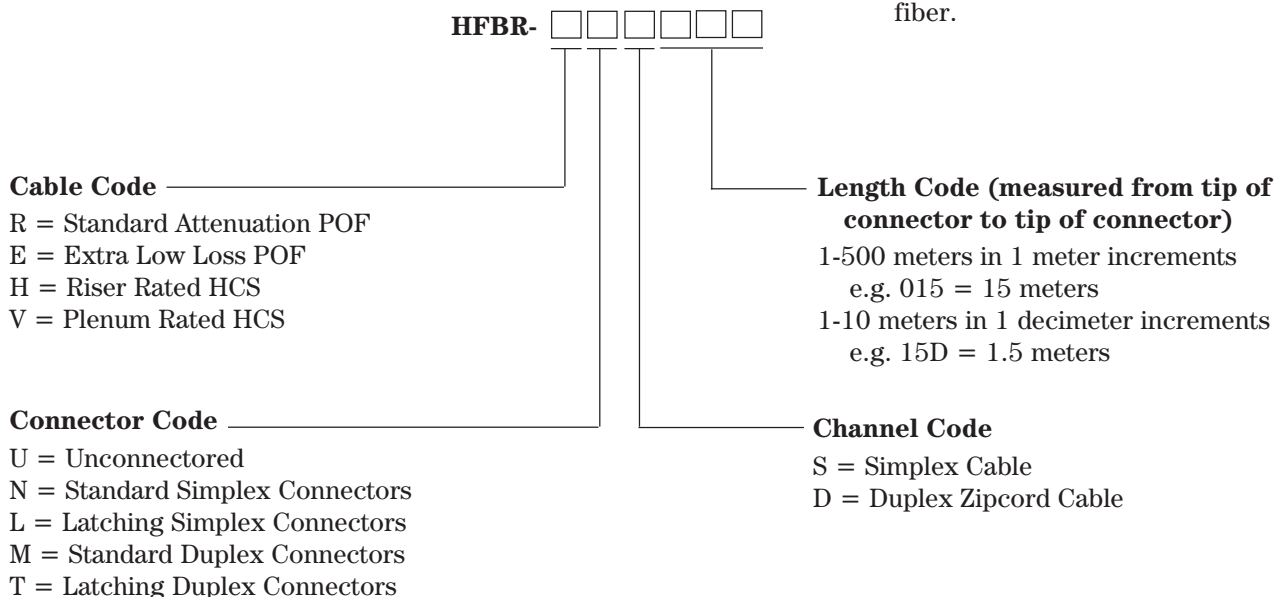 fiber.
HFBR-
Cable Code
R = Standard Attenuation POF
E = Extra Low Loss POF
H = Riser Rated HCS
V = Plenum Rated HCS
Length Code (measured from tip of
connector to tip of connector)
1-500 meters in 1 meter increments
e.g. 015 = 15 meters
1-10 meters in 1 decimeter increments
e.g. 15D = 1.5 meters
Connector Code
U = Unconnectored
N = Standard Simplex Connectors
L = Latching Simplex Connectors
M = Standard Duplex Connectors
T = Latching Duplex Connectors
Channel Code
S = Simplex Cable
D = Duplex Zipcord Cable